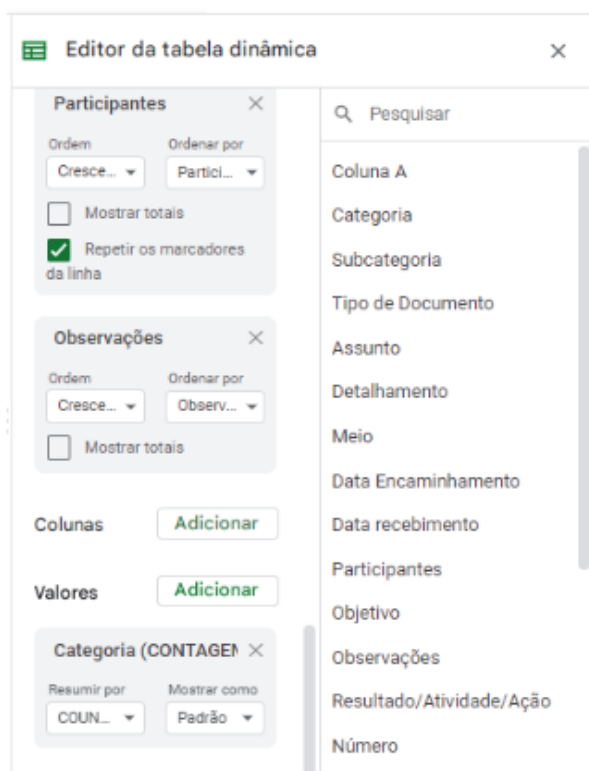 Editor da tabela dinâmica
Participantes
Ordem
Ordenar por
Cresce...
Partici...
Mostrar totais
Repetir os marcadores
da linha
Observações
Ordem
Ordenar por
Cresce...
Observ...
Mostrar totais
Colunas
Adicionar
Valores
Adicionar
Categoria (CONTAGEM
Resumir por
Mostrar como
COUN...
Padrão
Pesquisar
Coluna A
Categoria
Subcategoria
Tipo de Documento
Assunto
Detalhamento
Meio
Data Encaminhamento
Data recebimento
Participantes
Objetivo
Observações
Resultado/Atividade/Ação
Número